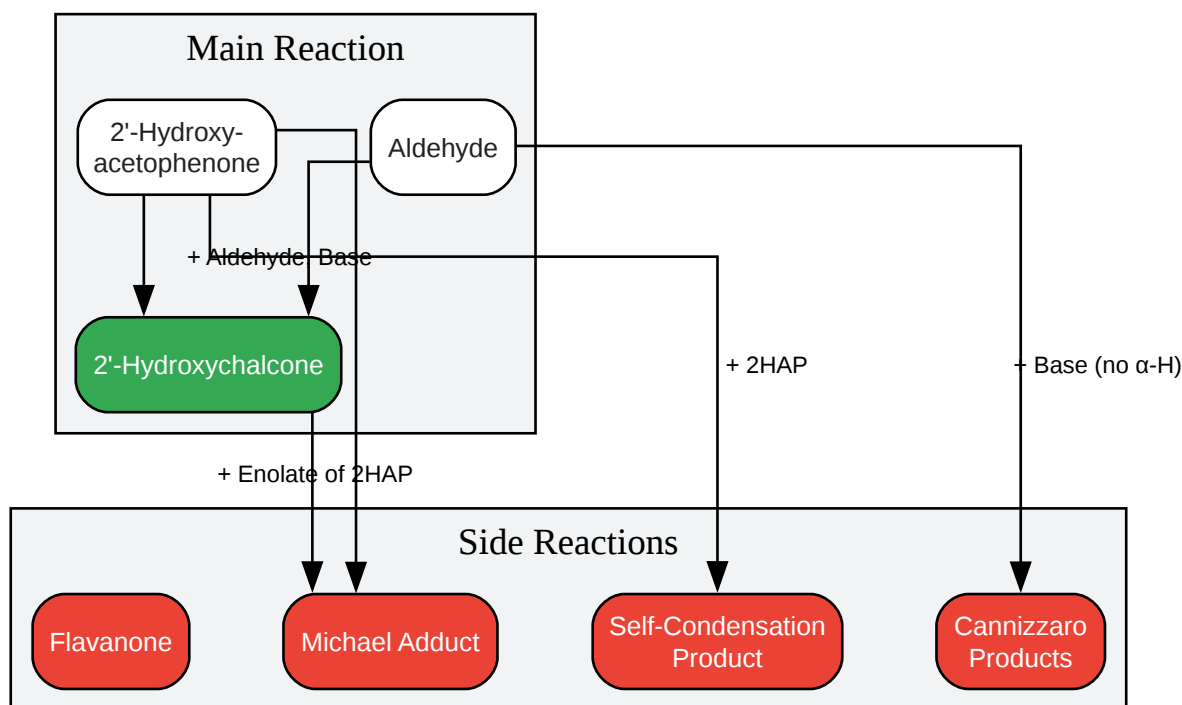 Main Reaction
2'-Hydroxy-
acetophenone
Aldehyde
+ Aldehyde, Base
2'-Hydroxychalcone
+ 2HAP
+ Base (no α-H)
+ Enolate of 2HAP
Side Reactions
Flavanone
Michael Adduct
Self-Condensation
Product
Cannizzaro
Products